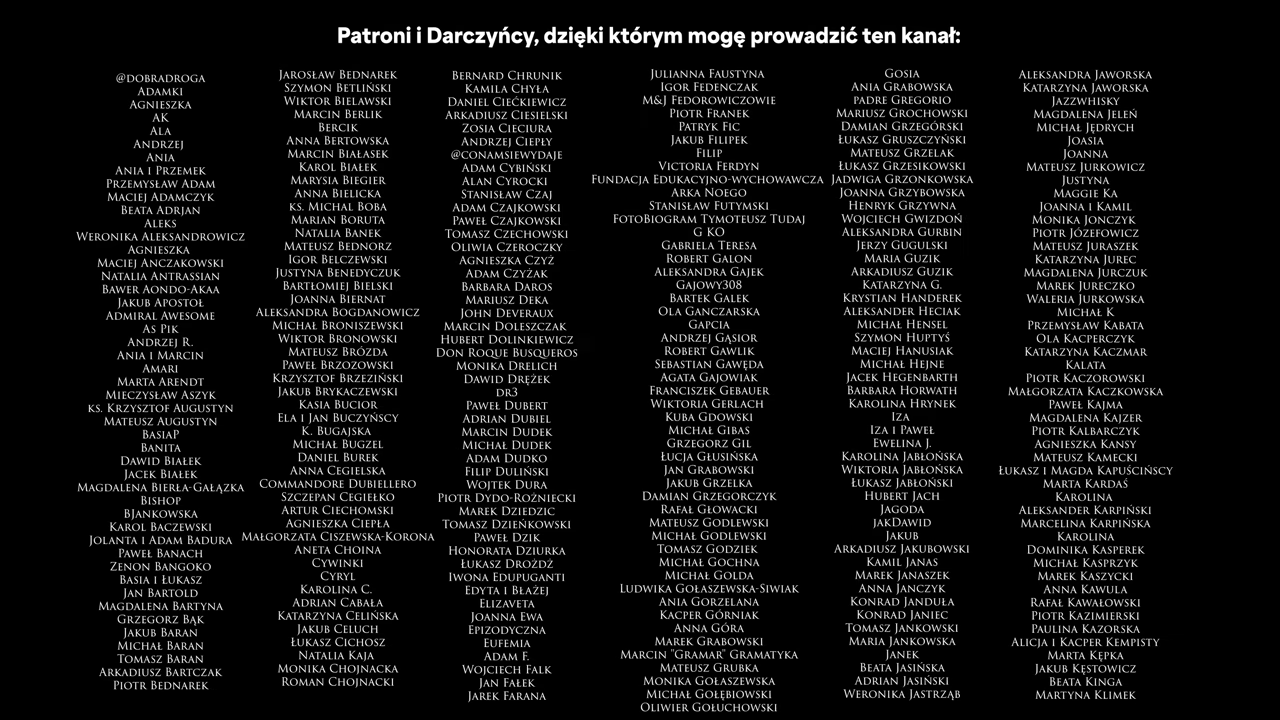 Patroni i Darczyńcy, dzięki którym mogę prowadzić ten kanał:
@dobradroga
Adamki
Agnieszka
AK
Ala
Andrzej
Ania
Ania i Przemek
Przemysław Adam
Maciej Adamczyk
Beata Adrjan
Aleks
Weronika Aleksandrowicz
Agnieszka
Maciej Anczakowski
Natalia Antrassian
Bawer Aondo-Akaa
Jakub Apostoł
Admiral Awesome
As Pik
Andrzej R.
Ania i Marcin
Amari
Marta Arendt
Mieczysław Aszyk
ks. Krzysztof Augustyn
Mateusz Augustyn
BasiaP
Banita
Dawid Białek
Jacek Białek
Magdalena Bierła-Gałązka
Bishop
BJankowska
Karol Baczewski
Jolanta i Adam Badura
Paweł Banach
Zenon Bangoko
Basia i Łukasz
Jan Bartold
Magdalena Bartyna
Grzegorz Bąk
Jakub Baran
Michał Baran
Tomasz Baran
Arkadiusz Bartczak
Piotr Bednarek
Jarosław Bednarek
Szymon Betliński
Wiktor Bielawski
Marcin Berlik
Bercik
Anna Bertowska
Marcin Białasek
Karol Białek
Marysia Biegier
Anna Bielicka
ks. Michal Boba
Marian Boruta
Natalia Banek
Mateusz Bednorz
Igor Belczewski
Justyna Benedyczuk
Bartłomiej Bielski
Joanna Biernat
Aleksandra Bogdanowicz
Michał Broniszewski
Wiktor Bronowski
Mateusz Brózda
Paweł Brzozowski
Krzysztof Brzeziński
Jakub Brykaczewski
Kasia Bucior
Ela i Jan Buczyńscy
K. Bugajska
Michał Bugzel
Daniel Burek
Anna Cegielska
Commandore Dubiellero
Szczepan Cegiełko
Artur Ciechomski
Agnieszka Ciepła
Małgorzata Ciszewska-Korona
Aneta Choina
Cywinki
Cyryl
Karolina C.
Adrian Cabała
Katarzyna Celińska
Jakub Celuch
Łukasz Cichosz
Natalia Kaja
Monika Chojnacka
Roman Chojnacki
Bernard Chrunik
Kamila Chyła
Daniel Ciećkiewicz
Arkadiusz Ciesielski
Zosia Cieciura
Andrzej Ciepły
@conamsiewydaje
Adam Cybiński
Alan Cyrocki
Stanisław Czaj
Adam Czajkowski
Paweł Czajkowski
Tomasz Czechowski
Oliwia Czeroczky
Agnieszka Czyż
Adam Czyżak
Barbara Daros
Mariusz Deka
John Deveraux
Marcin Doleszczak
Hubert Dolinkiewicz
Don Roque Busqueros
Monika Drelich
Dawid Drężek
dr3
Paweł Dubert
Adrian Dubiel
Marcin Dudek
Michał Dudek
Adam Dudko
Filip Duliński
Wojtek Dura
Piotr Dydo-Rożniecki
Marek Dziedzic
Tomasz Dzieńkowski
Paweł Dzik
Honorata Dziurka
Łukasz Drożdż
Iwona Edupuganti
Edyta i Błażej
Elizaveta
Joanna Ewa
Epizodyczna
Eufemia
Adam F.
Wojciech Falk
Jan Fałek
Jarek Farana
Julianna Faustyna
Igor Fedenczak
M&J Fedorowiczowie
Piotr Franek
Patryk Fic
Jakub Filipek
Filip
Victoria Ferdyn
Fundacja Edukacyjno-wychowawcza
Arka Noego
Stanisław Futymski
FotoBiogram Tymoteusz Tudaj
G KO
Gabriela Teresa
Robert Galon
Aleksandra Gajek
Gajowy308
Bartek Galek
Ola Ganczarska
Gapcia
Andrzej Gąsior
Robert Gawlik
Sebastian Gawęda
Agata Gajowiak
Franciszek Gebauer
Wiktoria Gerlach
Kuba Gdowski
Michał Gibas
Grzegorz Gil
Łucja Głusińska
Jan Grabowski
Jakub Grzelka
Damian Grzegorczyk
Rafał Głowacki
Mateusz Godlewski
Michał Godlewski
Tomasz Godziek
Michał Gochna
Michał Golda
Ludwika Gołaszewska-Siwiak
Ania Gorzelana
Kacper Górniak
Anna Góra
Marek Grabowski
Marcin "Gramar" Gramatyka
Mateusz Grubka
Monika Gołaszewska
Michał Gołębiowski
Oliwier Gołuchowski
Gosia
Ania Grabowska
padre Gregorio
Mariusz Grochowski
Damian Grzegórski
Łukasz Gruszczyński
Mateusz Grzelak
Łukasz Grzesikowski
Jadwiga Grzonkowska
Joanna Grzybowska
Henryk Grzywna
Wojciech Gwizdoń
Aleksandra Gurbin
Jerzy Gugulski
Maria Guzik
Arkadiusz Guzik
Katarzyna G.
Krystian Handerek
Aleksander Heciak
Michał Hensel
Szymon Huptyś
Maciej Hanusiak
Michał Hejne
Jacek Hegenbarth
Barbara Horwath
Karolina Hrynek
Iza
Iza i Paweł
Ewelina J.
Karolina Jabłońska
Wiktoria Jabłońska
Łukasz Jabłoński
Hubert Jach
Jagoda
jakDawid
Jakub
Arkadiusz Jakubowski
Kamil Janas
Marek Janaszek
Anna Janczyk
Konrad Janduła
Konrad Janiec
Tomasz Jankowski
Maria Jankowska
Janek
Beata Jasińska
Adrian Jasiński
Weronika Jastrząb
Aleksandra Jaworska
Katarzyna Jaworska
Jazzwhisky
Magdalena Jeleń
Michał Jędrych
Joasia
Joanna
Mateusz Jurkowicz
Justyna
Maggie Ka
Joanna i Kamil
Monika Jonczyk
Piotr Józefowicz
Mateusz Juraszek
Katarzyna Jurec
Magdalena Jurczuk
Marek Jureczko
Waleria Jurkowska
Michał K
Przemysław Kabata
Ola Kacperczyk
Katarzyna Kaczmar
Kalata
Piotr Kaczorowski
Małgorzata Kaczkowska
Paweł Kajma
Magdalena Kajzer
Piotr Kalbarczyk
Agnieszka Kansy
Mateusz Kamecki
Łukasz i Magda Kapuścińscy
Marta Kardaś
Karolina
Aleksander Karpiński
Marcelina Karpińska
Karolina
Dominika Kasperek
Michał Kasprzyk
Marek Kaszycki
Anna Kawula
Rafał Kawałowski
Piotr Kazimierski
Paulina Kazorska
Alicja i Kacper Kempisty
Marta Kępka
Jakub Kęstowicz
Beata Kinga
Martyna Klimek